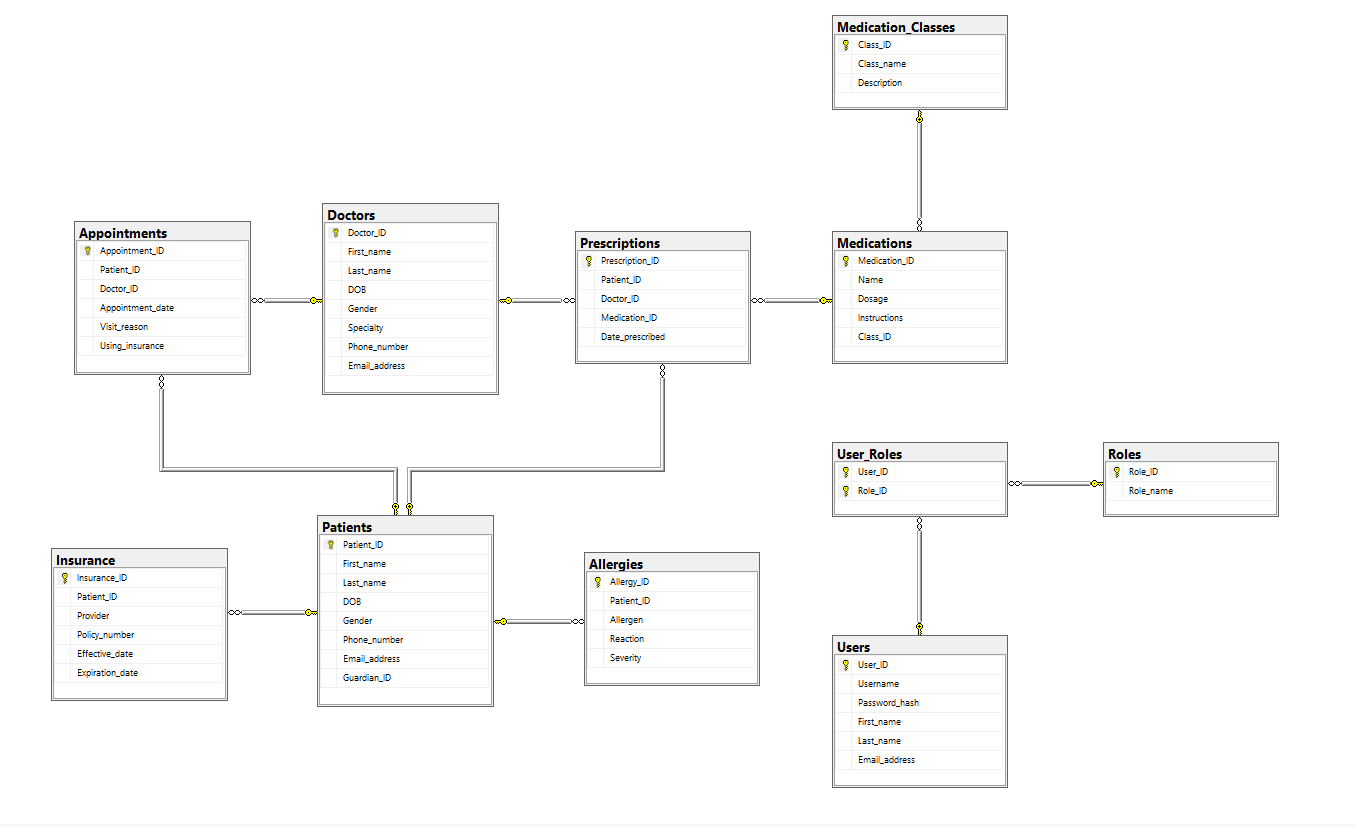 Medication_Classes
Class_ID
Class_name
Description
Appointments
Appointment_ID
Patient_ID
Doctor_ID
Appointment_date
Visit_reason
Using_insurance
Doctors
Doctor_ID
First_name
Last_name
DOB
Gender
Specialty
Phone_number
Email_address
Prescriptions
Prescription_ID
Patient_ID
Doctor_ID
Medication_ID
Date_prescribed
Medications
Medication_ID
Name
Dosage
Instructions
Class_ID
User_Roles
User_ID
Role_ID
Roles
Role_ID
Role_name
Insurance
Insurance_ID
Patient_ID
Provider
Policy_number
Effective_date
Expiration_date
Patients
Patient_ID
First_name
Last_name
DOB
Gender
Phone_number
Email_address
Guardian_ID
Allergies
Allergy_ID
Patient_ID
Allergen
Reaction
Severity
Users
User_ID
Username
Password_hash
First_name
Last_name
Email_address